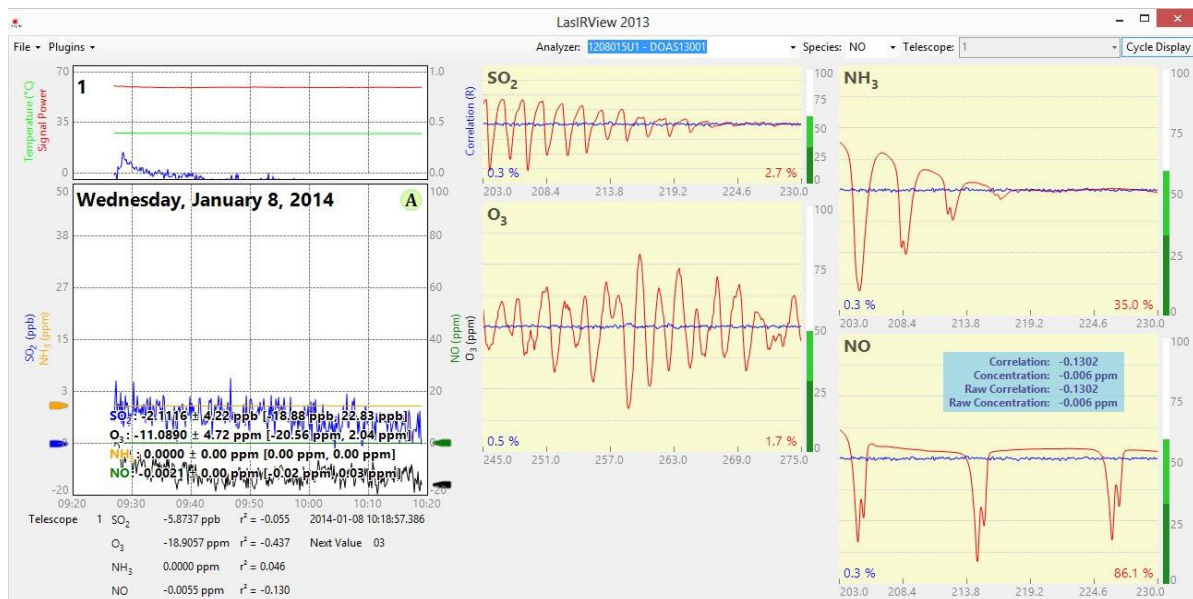 LasIRView 2013
File Plugins Analyzer: 1208015U1 - DOAS13001 Species: NO Telescope: 1 Cycle Display
Temperature (°C)
Signal Power
70
35
0
1
1.0
0.5
0.0
SO₂ (ppb)
NH₃ (ppm)
50
38
27
15
3
0
-20
Wednesday, January 8, 2014 A
100
80
60
40
20
0
-20
NO (ppm)
O₃ (ppm)
SO₂: -2.1116 ± 4.22 ppb [-18.88 ppb, 22.83 ppb]
O₃: -11.0890 ± 4.72 ppm [-20.56, 2.04 ppm]
NH₃: 0.0000 ± 0.00 ppm [0.00 ppm, 0.00 ppm]
NO: -0.0021 ± 0.00 ppm [-0.02 ppm, 0.03 ppm]
09:20 09:30 09:40 09:50 10:00 10:10 10:20
Telescope 1 SO₂ -5.8737 ppb r² = -0.055 2014-01-08 10:18:57.386
O₃ -18.9057 ppm r² = -0.437 Next Value 03
NH₃ 0.0000 ppm r² = 0.046
NO -0.0055 ppm r² = -0.130
Correlation (R)
SO₂
0.3 % 2.7 %
100
75
50
25
0
203.0 208.4 213.8 219.2 224.6 230.0
O₃
0.5 % 1.7 %
100
75
50
25
0
245.0 251.0 257.0 263.0 269.0 275.0
NH₃
0.3 % 35.0 %
100
75
50
25
0
203.0 208.4 213.8 219.2 224.6 230.0
NO
Correlation: -0.1302
Concentration: -0.006 ppm
Raw Correlation: -0.1302
Raw Concentration: -0.006 ppm
0.3 % 86.1 %
100
75
50
25
0
203.0 208.4 213.8 219.2 224.6 230.0